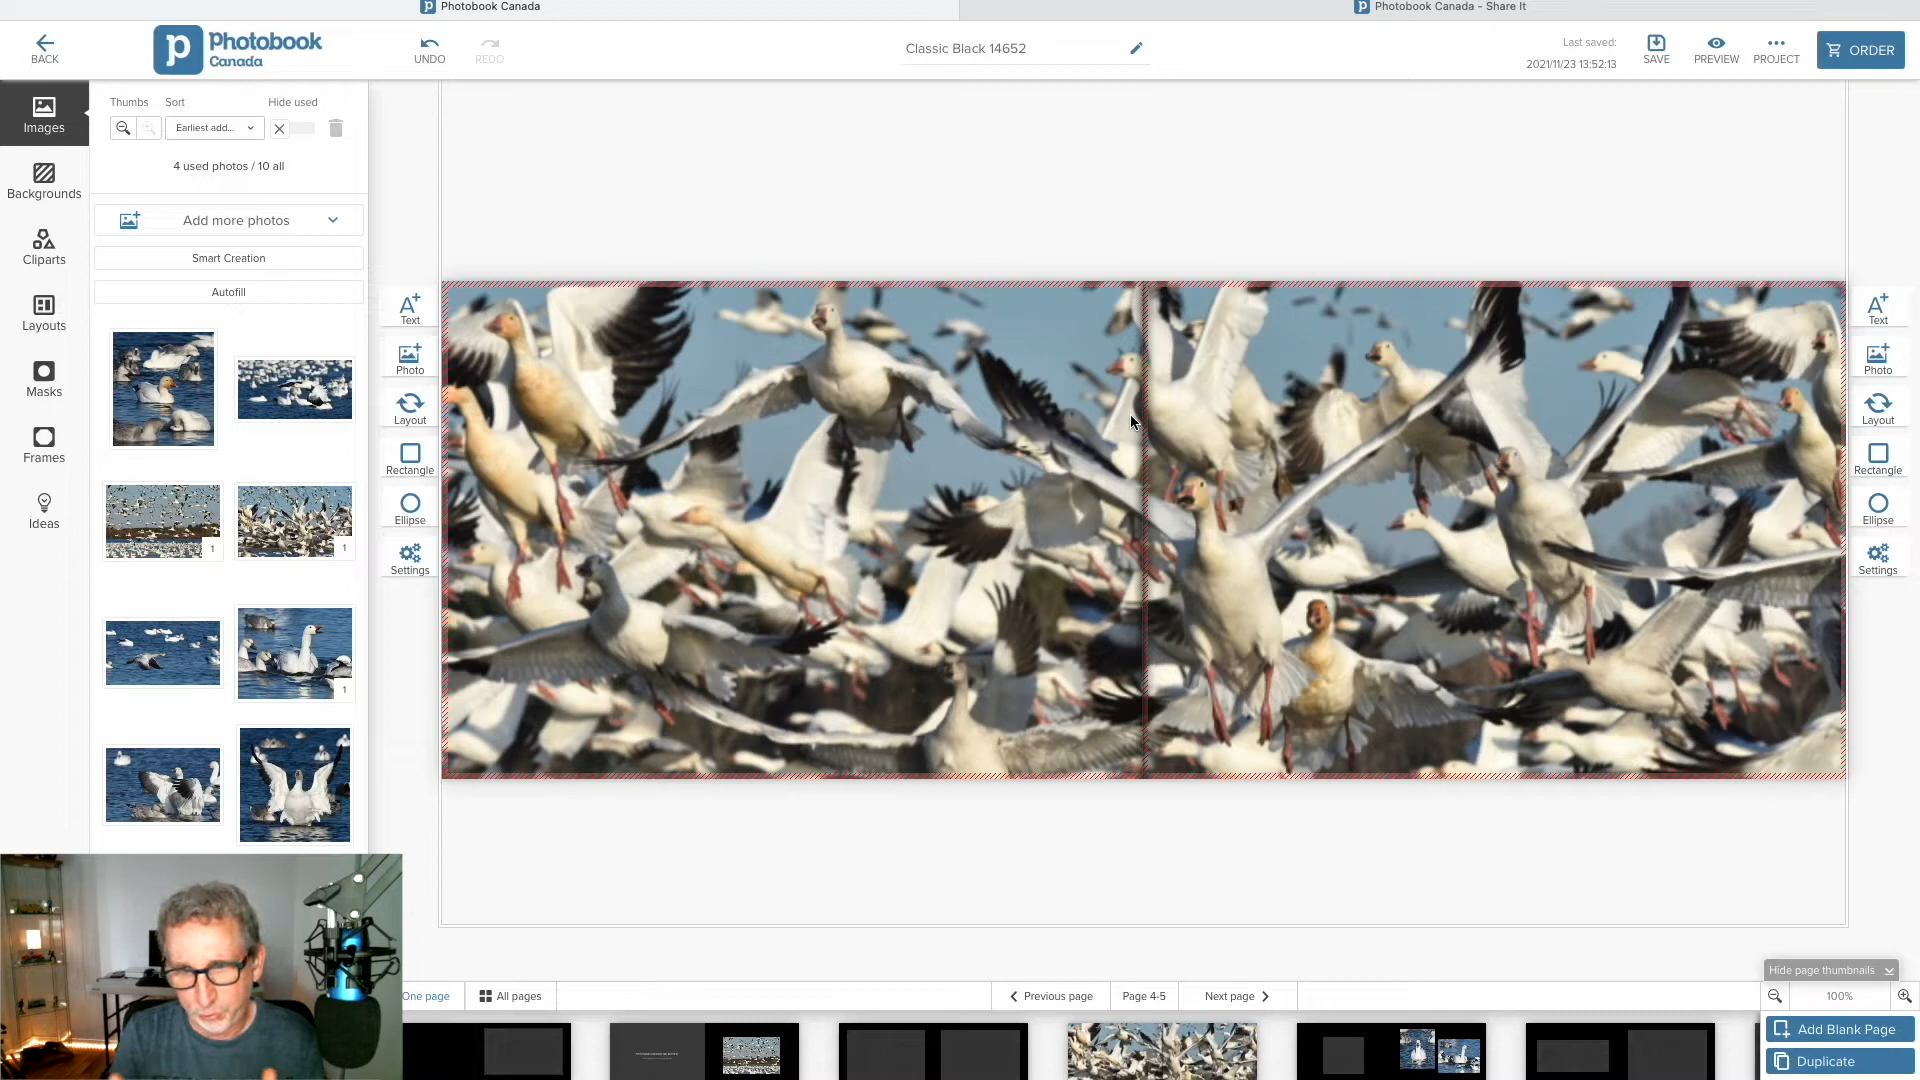 Photobook Canada
Photobook Canada - Share It
BACK
Photobook
Canada
UNDO
REDO
Classic Black 14652
Last saved:
2021/11/23 13:52:13
SAVE
PREVIEW
PROJECT
ORDER
Images
Backgrounds
Cliparts
Layouts
Masks
Frames
Ideas
Thumbs
Sort
Hide used
Earliest add...
4 used photos / 10 all
Add more photos
Smart Creation
Autofill
1
1
1
Text
Photo
Layout
Rectangle
Ellipse
Settings
Text
Photo
Layout
Rectangle
Ellipse
Settings
Hide page thumbnails
One page
All pages
Previous page
Page 4-5
Next page
100%
Add Blank Page
Duplicate